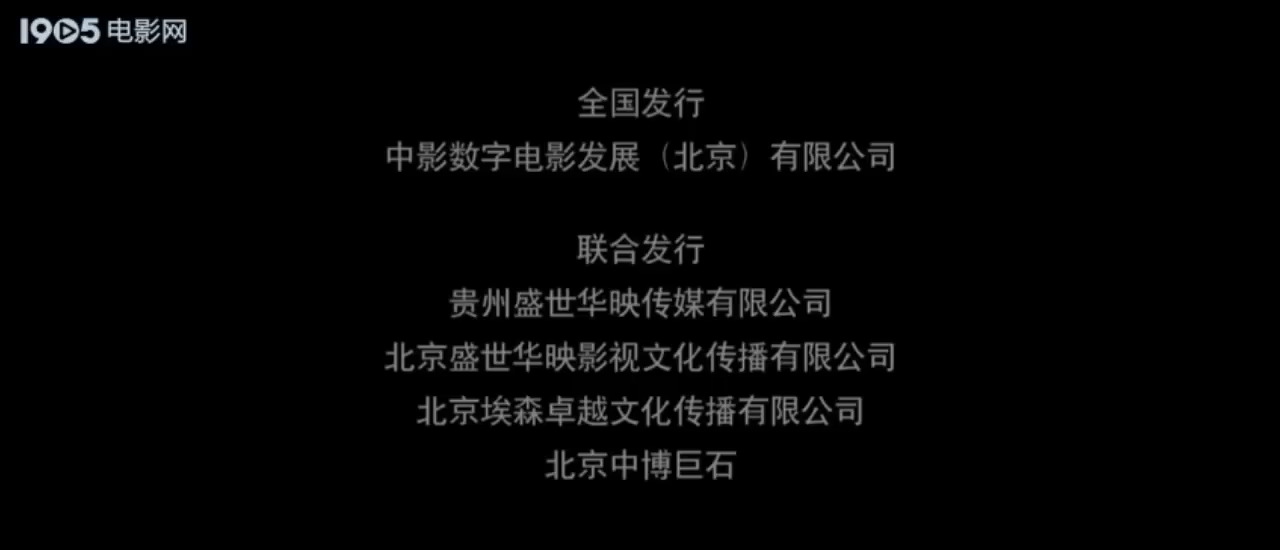 1905电影网
全国发行
中影数字电影发展（北京）有限公司
联合发行
贵州盛世华映传媒有限公司
北京盛世华映影视文化传播有限公司
北京埃森卓越文化传播有限公司
北京中博巨石